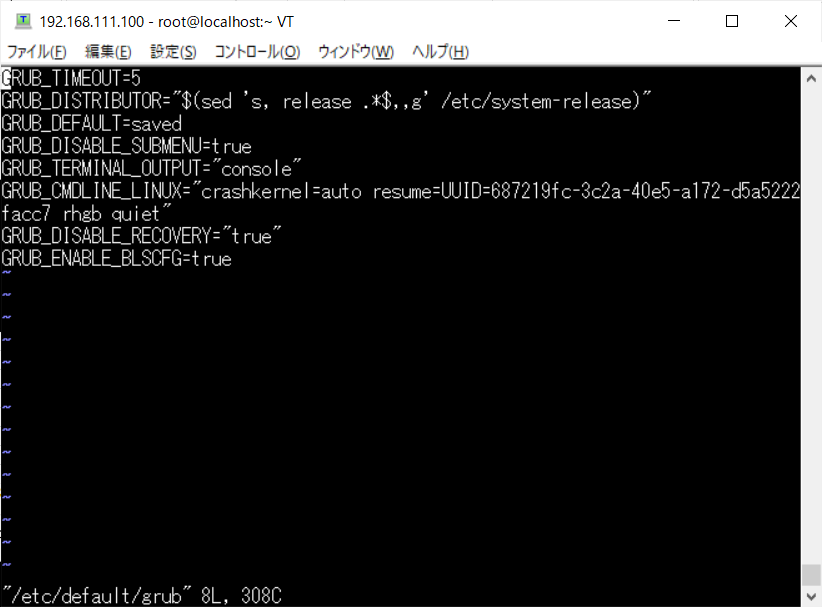 192.168.111.100 - root@localhost:~ VT
ファイル(F) 編集(E) 設定(S) コントロール(O) ウィンドウ(W) ヘルプ(H)
GRUB_TIMEOUT=5
GRUB_DISTRIBUTOR="$(sed 's, release .*$,,g' /etc/system-release)"
GRUB_DEFAULT=saved
GRUB_DISABLE_SUBMENU=true
GRUB_TERMINAL_OUTPUT="console"
GRUB_CMDLINE_LINUX="crashkernel=auto resume=UUID=687219fc-3c2a-40e5-a172-d5a5222
facc7 rhgb quiet"
GRUB_DISABLE_RECOVERY="true"
GRUB_ENABLE_BLSCFG=true
~
~
~
~
~
~
~
~
~
~
~
~
~
~
"/etc/default/grub" 8L, 308C